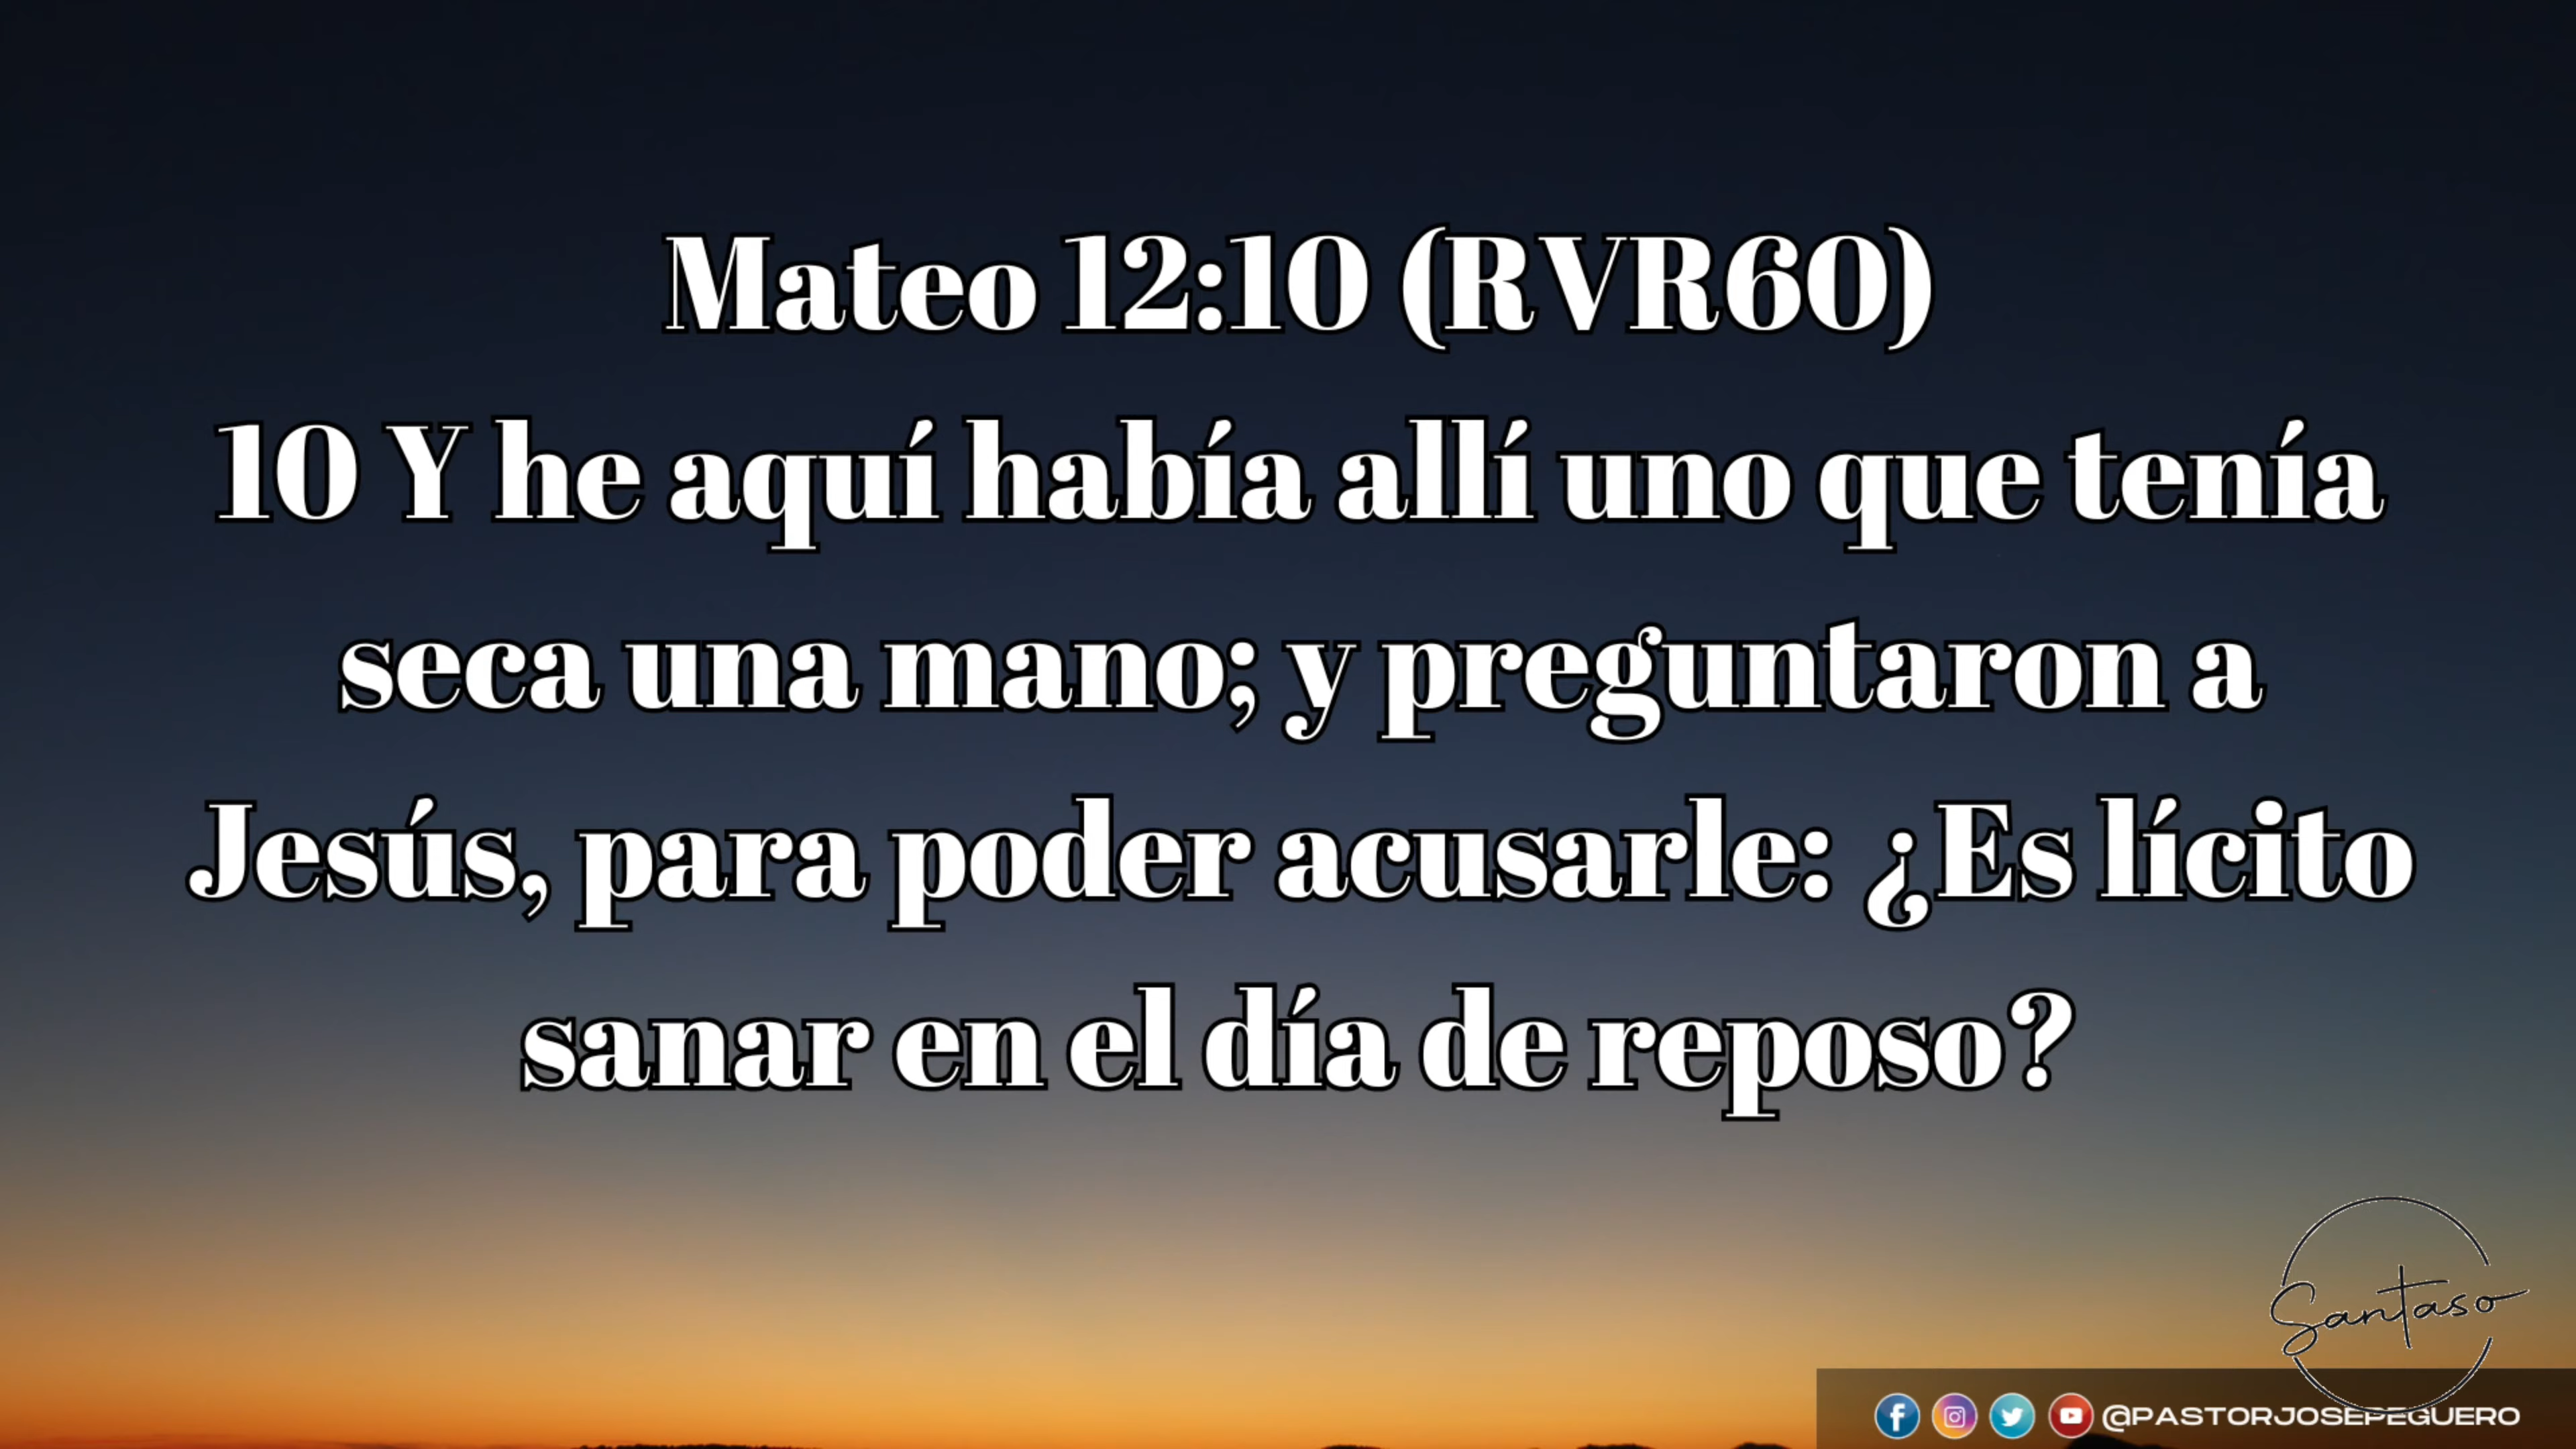 Mateo 12:10 (RVR60)
10 Y he aquí había allí uno que tenía
seca una mano; y preguntaron a
Jesús, para poder acusarle: ¿Es lícito
sanar en el día de reposo?
Santaso
@PASTORJOSEPEGUERO